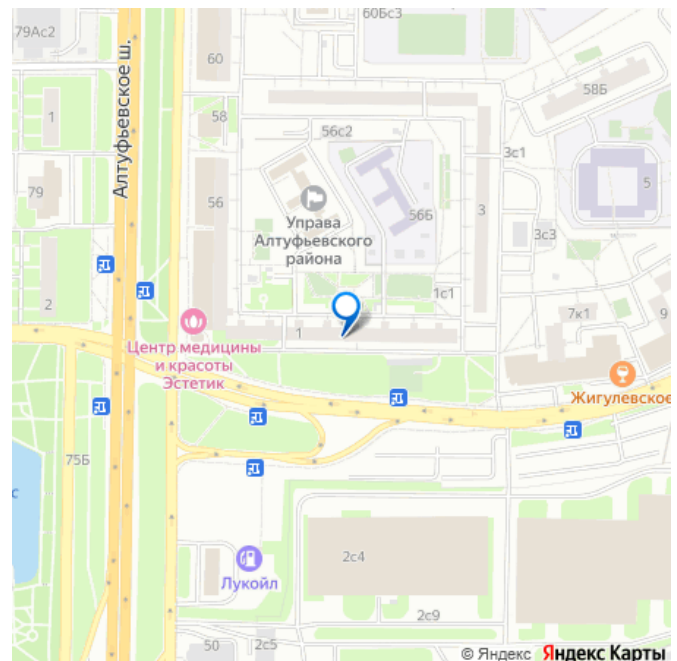 79Ас2
60Бс3
60
Алтуфьевское ш.
58Б
1
58
56с2
3с1
79
56
56Б
3
5
Управа
Алтуфьевского
района
3с3
1с1
2
7к1
9
1
Центр медицины
и красоты
Эстетик
Жигулевское
75Б
с
2с4
Лукойл
2с9
50
2с5
© Яндекс Яндекс Карты